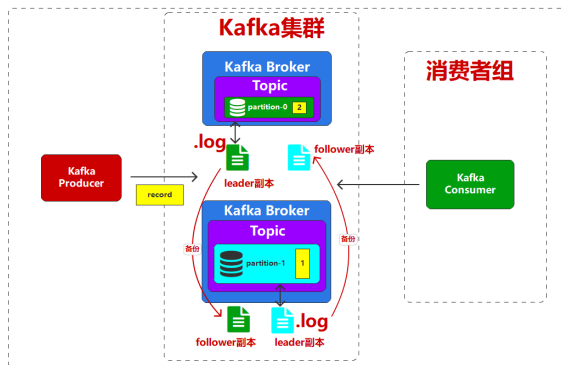 Kafka集群
消费者组
Kafka Broker
Topic
partition-0
2
.log
leader副本
follower副本
Kafka
Producer
record
Kafka
Consumer
备份
备份
Kafka Broker
Topic
partition-1
1
.log
follower副本
leader副本